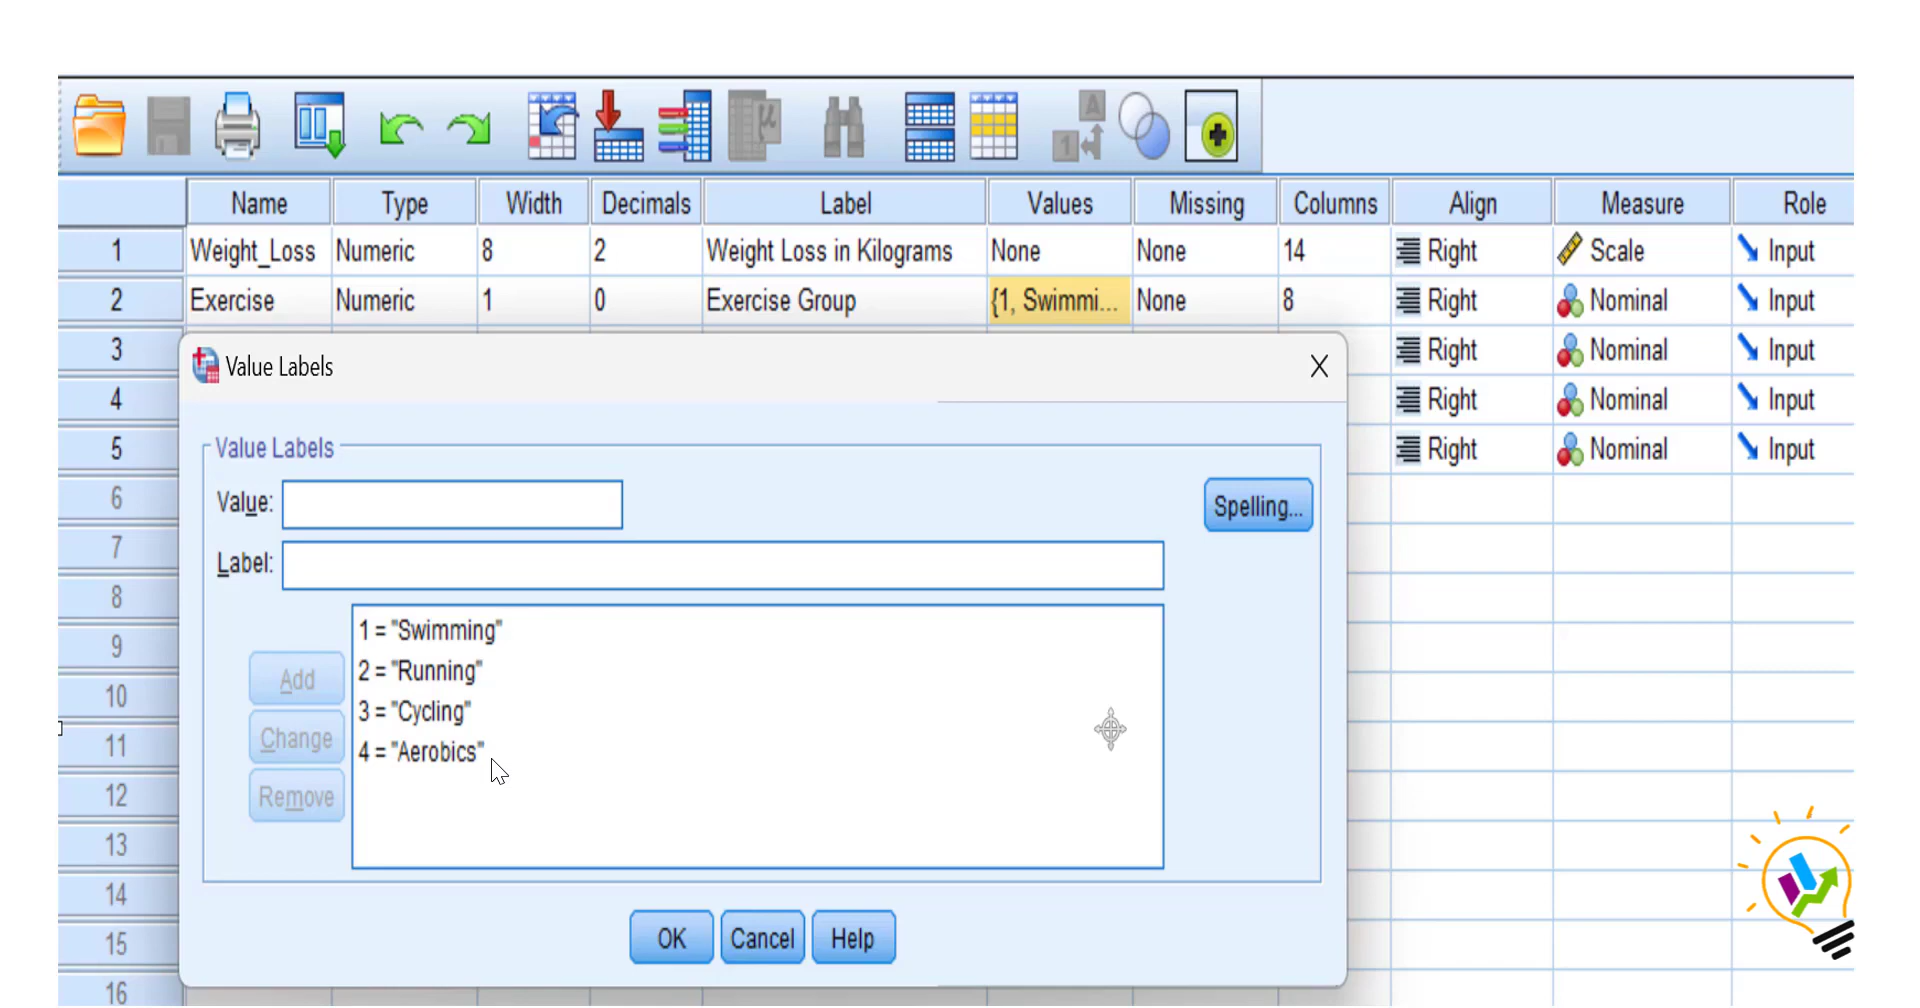 Name Type Width Decimals Label Values Missing Columns Align Measure Role
1 Weight_Loss Numeric 8 2 Weight Loss in Kilograms None None 14 Right Scale Input
2 Exercise Numeric 1 0 Exercise Group {1, Swimmi... None 8 Right Nominal Input
3 Right Nominal Input
4 Right Nominal Input
5 Right Nominal Input
6
7
8
9
10
11
12
13
14
15
16
Value Labels
Value Labels
Value:
Spelling...
Label:
1 = "Swimming"
2 = "Running"
3 = "Cycling"
4 = "Aerobics"
Add
Change
Remove
OK Cancel Help